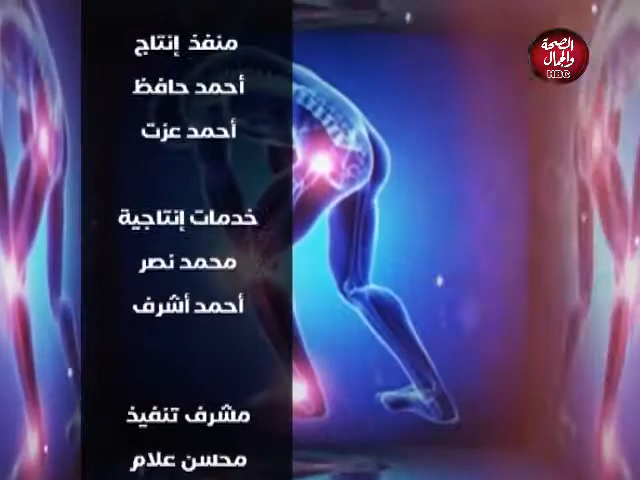 منفذ إنتاج
أحمد حافظ
أحمد عزت
خدمات إنتاجية
محمد نصر
أحمد أشرف
مشرف تنفيذ
محسن علام
الصحة
والجمال
HBC